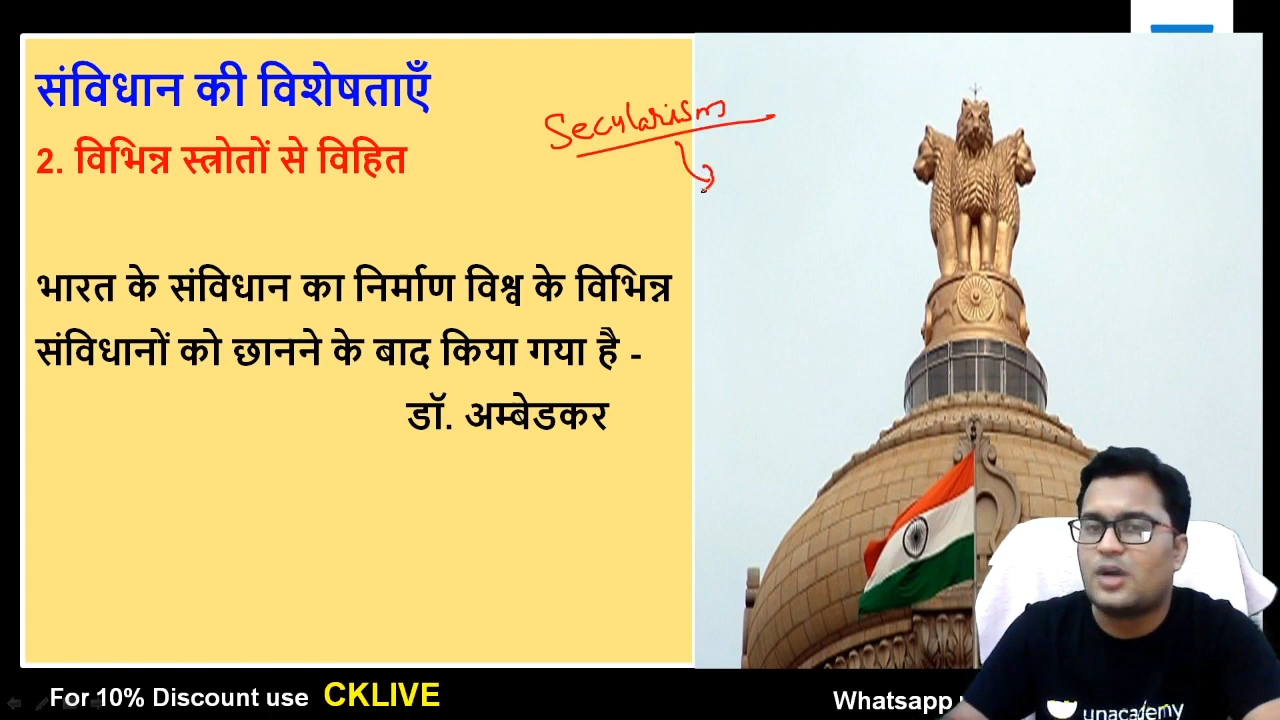 संविधान की विशेषताएँ
2. विभिन्न स्त्रोतों से विहित
Secularism
भारत के संविधान का निर्माण विश्व के विभिन्न
संविधानों को छानने के बाद किया गया है -
डॉ. अम्बेडकर
For 10% Discount use CKLIVE
Whatsapp
unacademy